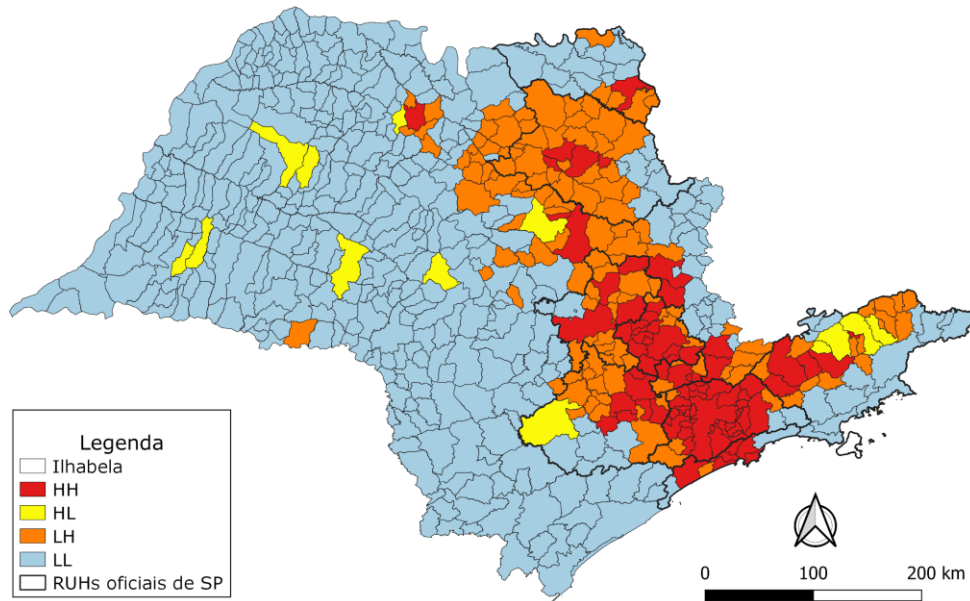 Legenda
Ilhabela
HH
HL
LH
LL
RUHs oficiais de SP
0 100 200 km